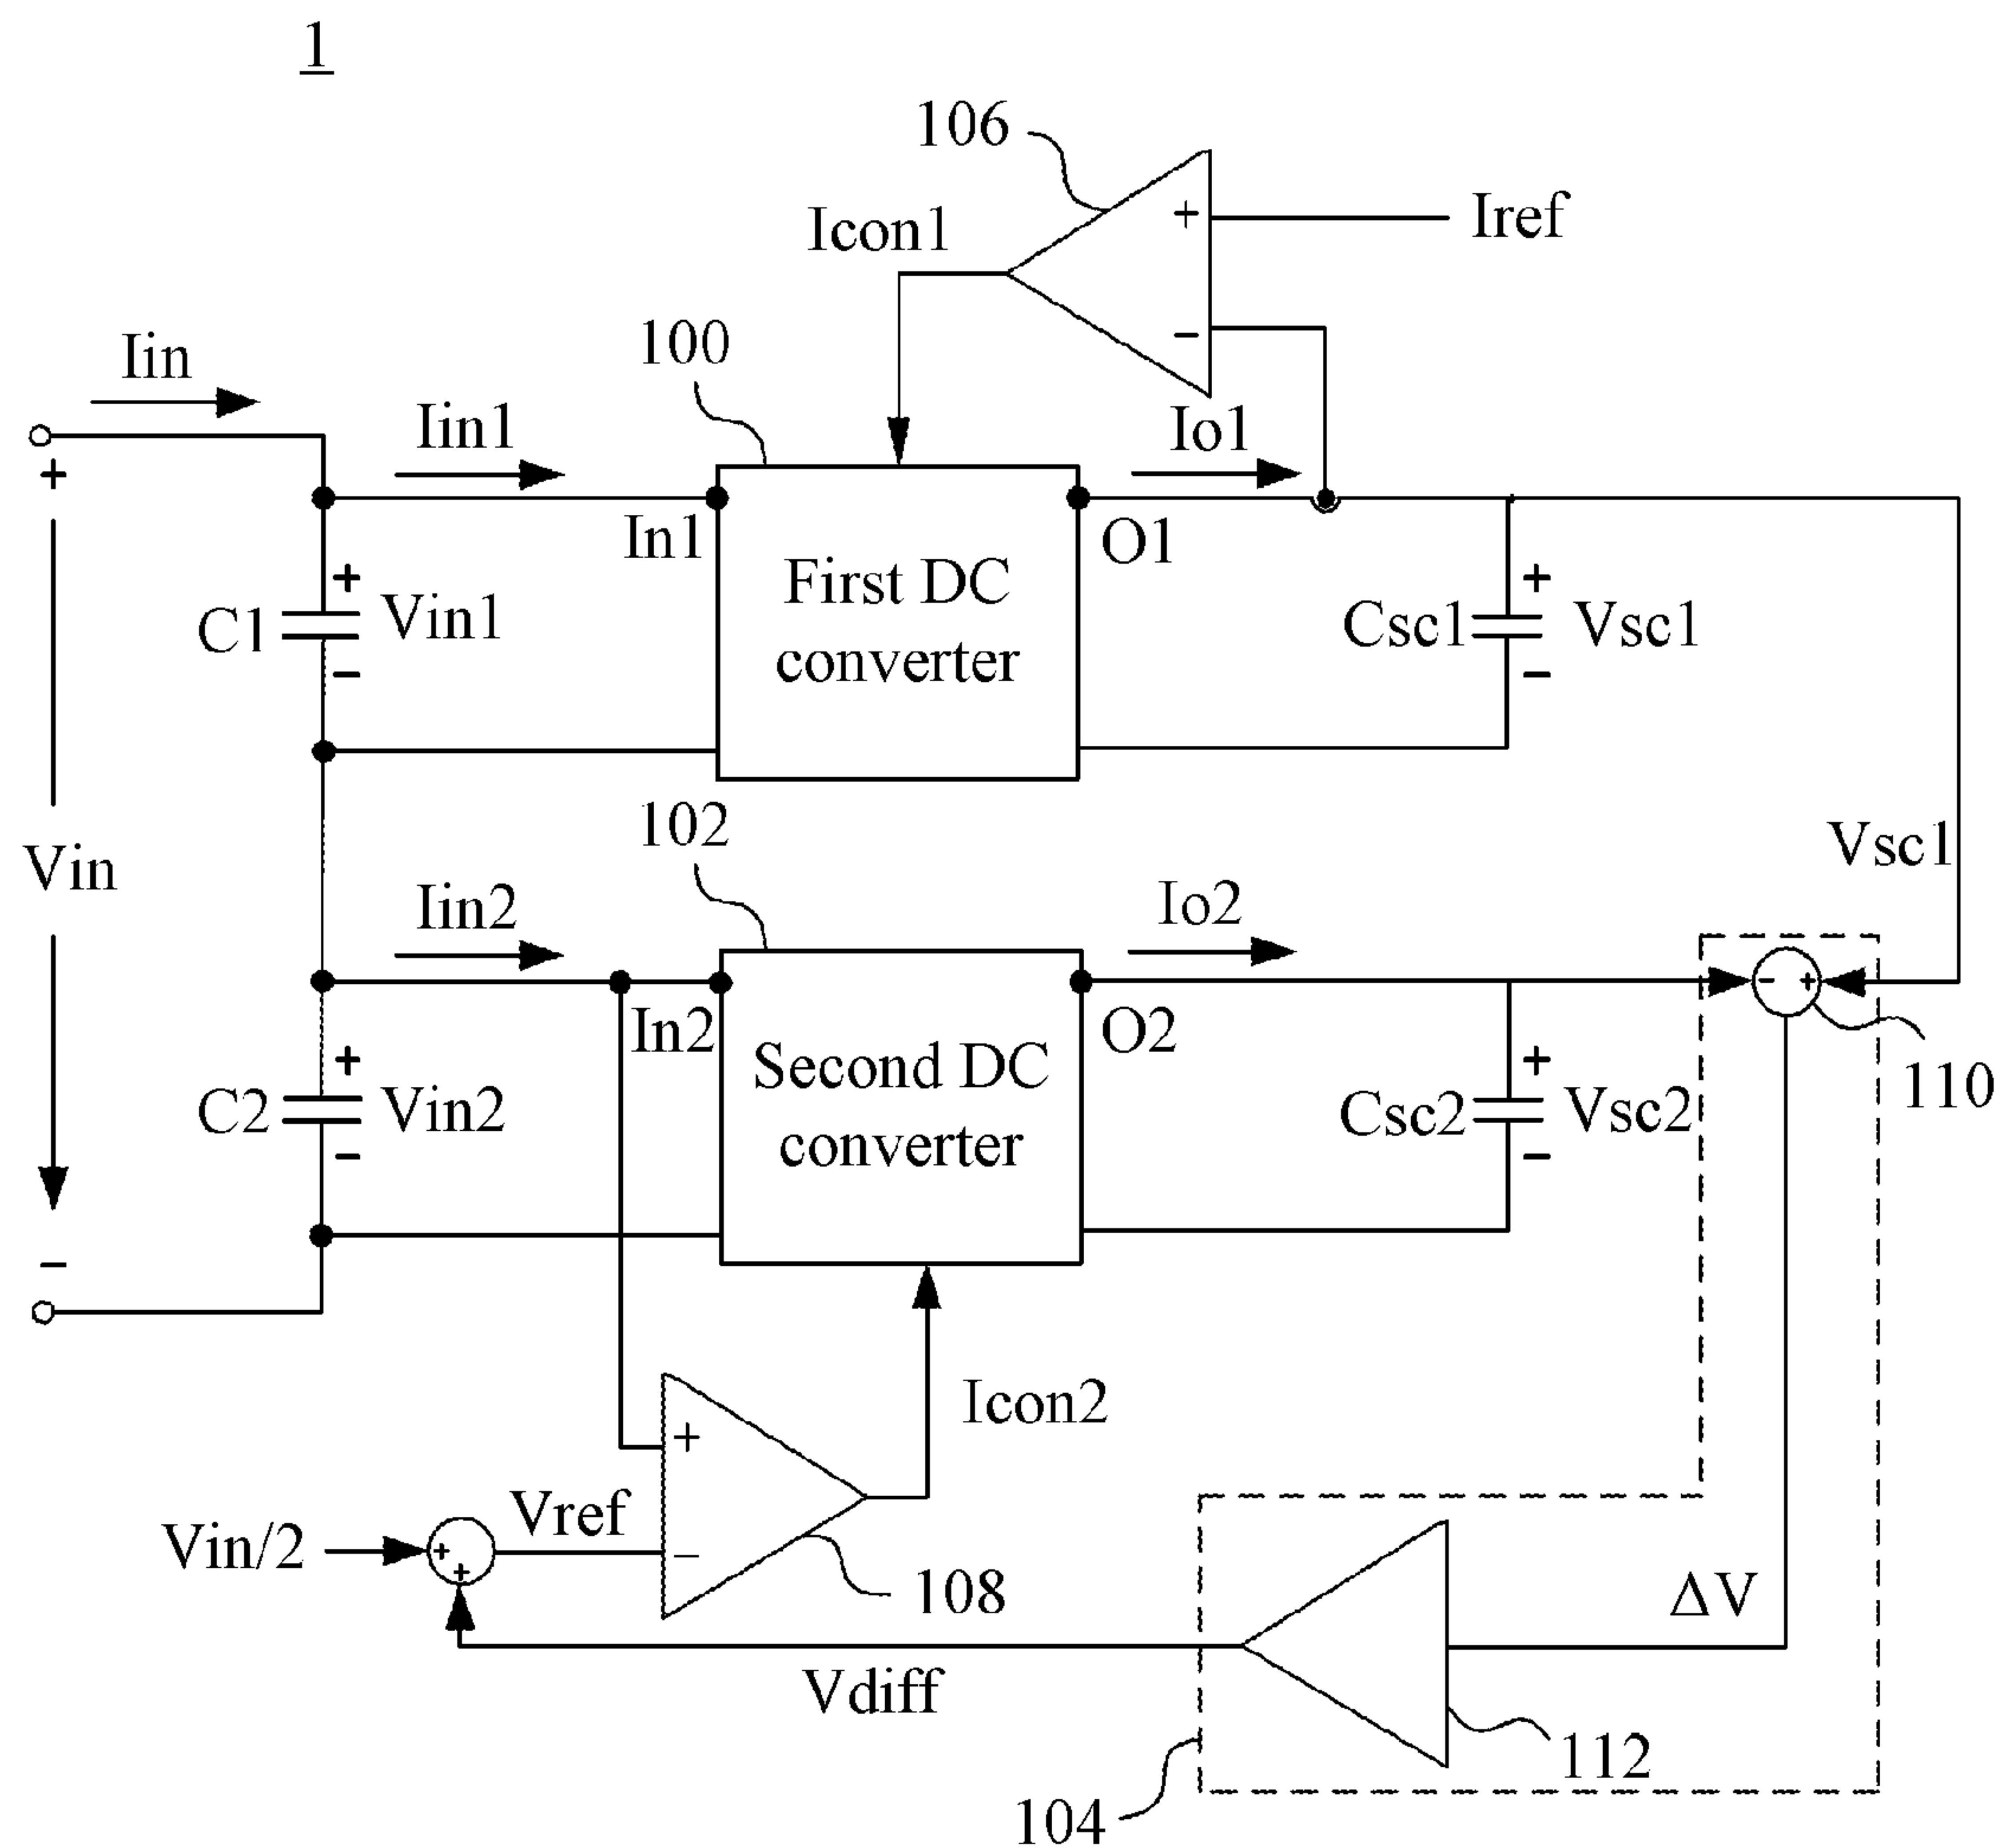 1
106
Icon1
+
Iref
−
100
Iin
Iin1
Io1
+
In1
O1
First DC
converter
C1
+
Vin1
−
Csc1
+
Vsc1
−
102
Vin
Vsc1
Iin2
Io2
- +
In2
O2
Second DC
converter
110
C2
+
Vin2
−
Csc2
+
Vsc2
−
−
Icon2
+
Vref
Vin/2
+
+
−
108
ΔV
Vdiff
112
104